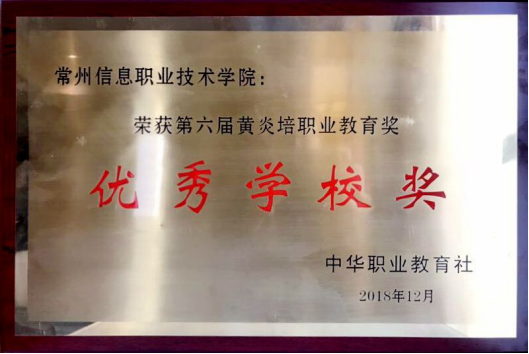 常州信息职业技术学院：
荣获第六届黄炎培职业教育奖
优秀学校奖
中华职业教育社
2018年12月